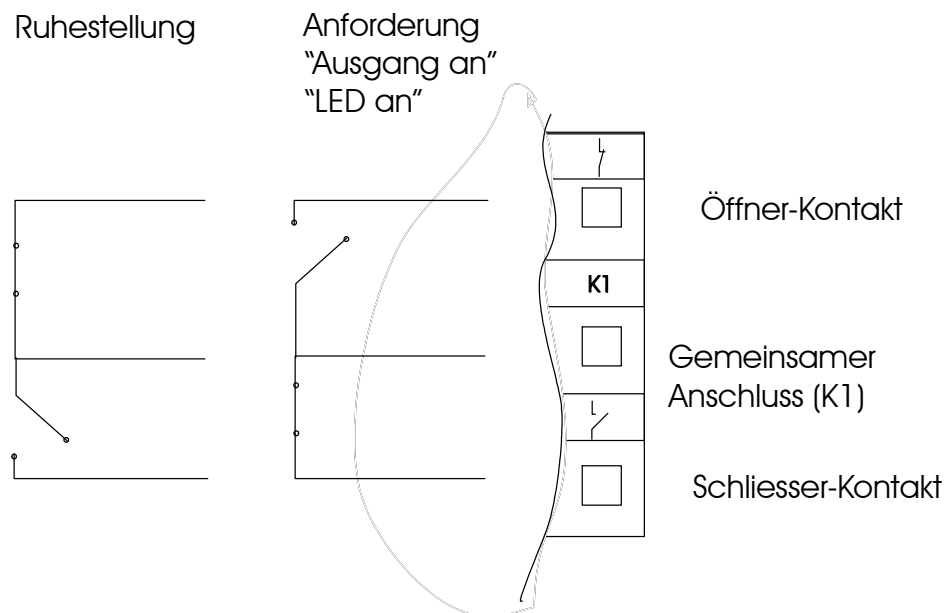 Ruhestellung
Anforderung
“Ausgang an”
“LED an”
Öffner-Kontakt
K1
Gemeinsamer
Anschluss (K1)
Schliesser-Kontakt